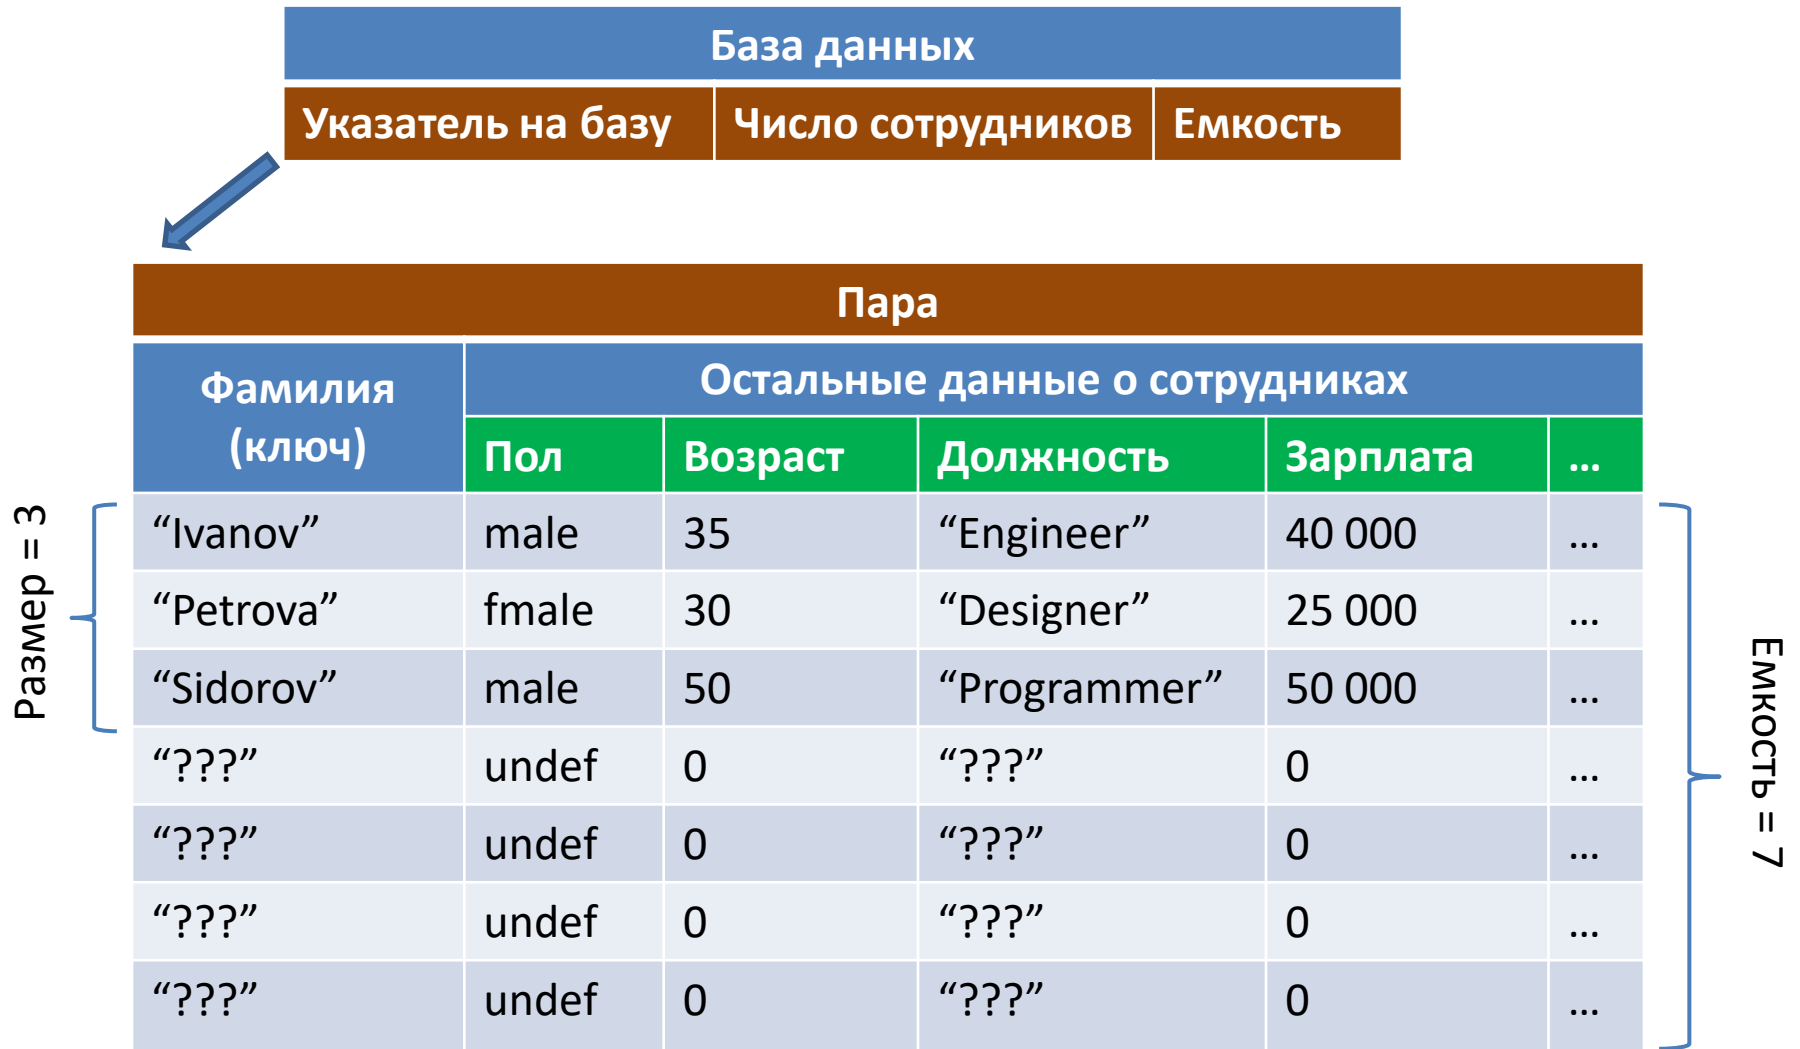 База данных
Указатель на базу Число сотрудников Емкость
Пара
Фамилия (ключ) Остальные данные о сотрудниках
Пол Возраст Должность Зарплата ...
Размер = 3
“Ivanov” male 35 “Engineer” 40 000 ...
“Petrova” fmale 30 “Designer” 25 000 ...
“Sidorov” male 50 “Programmer” 50 000 ...
“???” undef 0 “???” 0 ...
“???” undef 0 “???” 0 ...
“???” undef 0 “???” 0 ...
“???” undef 0 “???” 0 ...
Емкость = 7